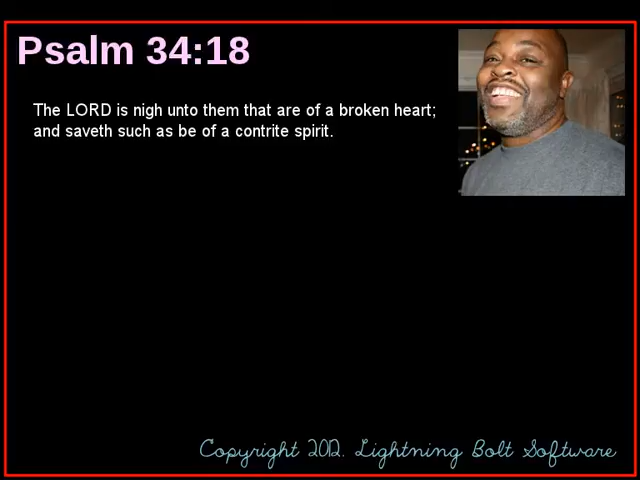 Psalm 34:18
The LORD is nigh unto them that are of a broken heart;
and saveth such as be of a contrite spirit.
Copyright 2012. Lightning Bolt Software